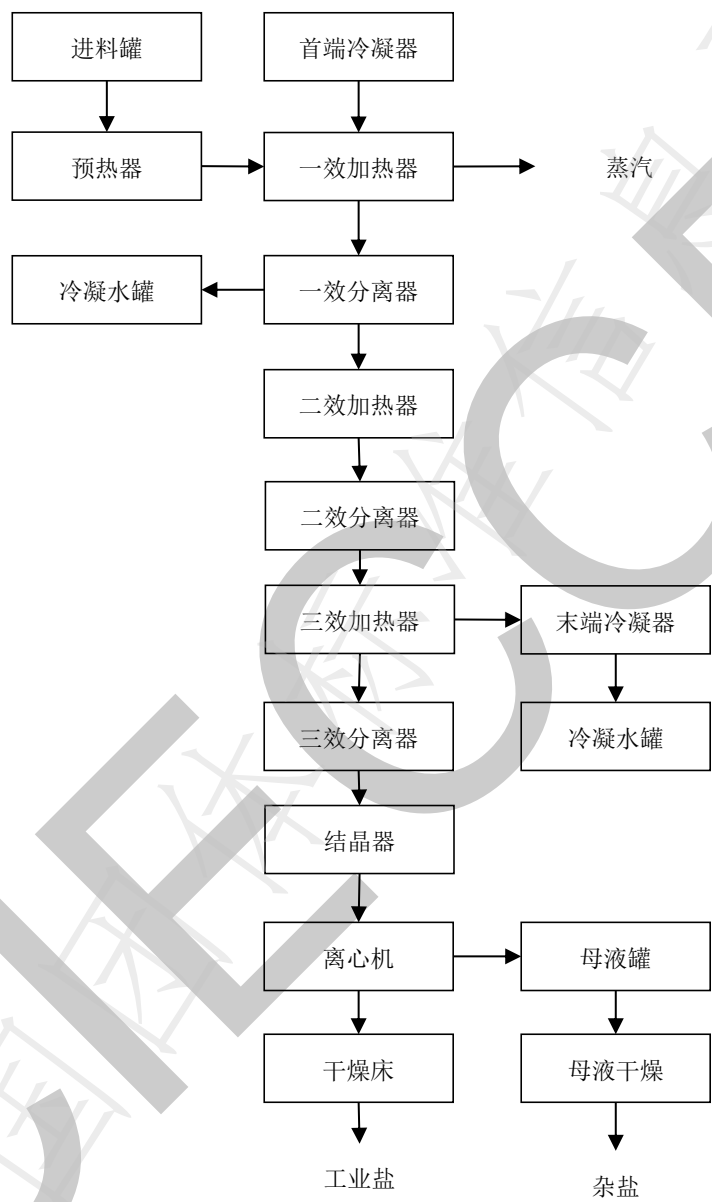 进料罐
首端冷凝器
预热器
一效加热器
蒸汽
冷凝水罐
一效分离器
二效加热器
二效分离器
三效加热器
末端冷凝器
三效分离器
冷凝水罐
结晶器
离心机
母液罐
干燥床
母液干燥
工业盐
杂盐